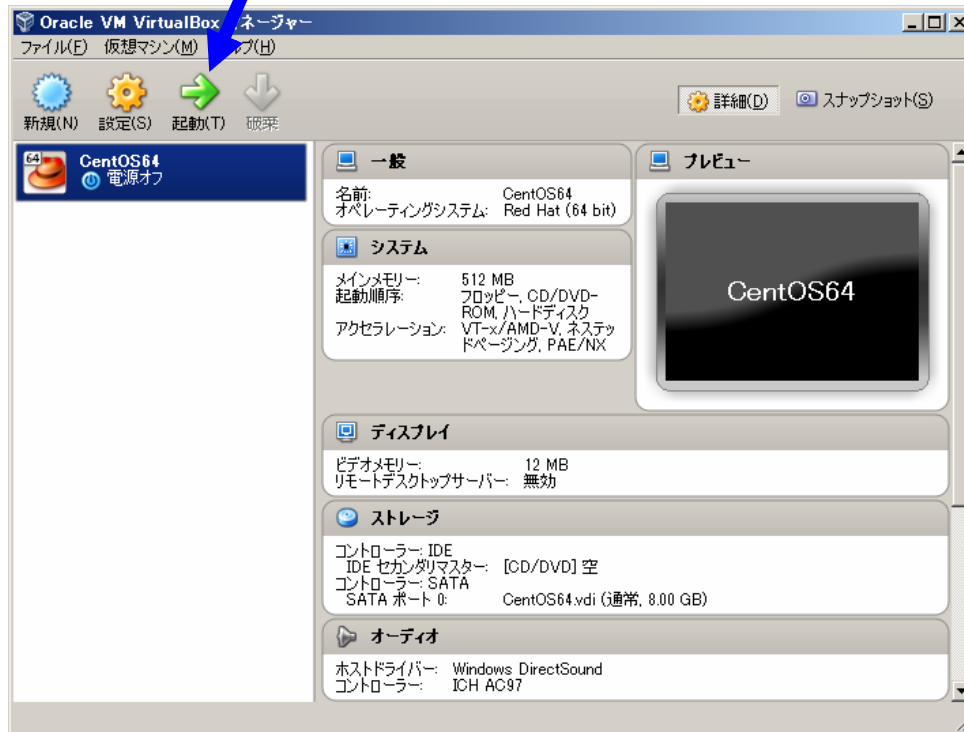 Oracle VM VirtualBox ネージャー
ファイル(F) 仮想マシン(M) ルプ(H)
新規(N) 設定(S) 起動(T) 破棄 詳細(D) スナップショット(S)
64 CentOS64
電源オフ
一般
名前: CentOS64
オペレーティングシステム: Red Hat (64 bit)
システム
メインメモリー: 512 MB
起動順序: フロッピー, CD/DVD-
ROM, ハードディスク
アクセラレーション: VT-x/AMD-V, ネステッ
ドページング, PAE/NX
プレビュー
CentOS64
ディスプレイ
ビデオメモリー: 12 MB
リモートデスクトップサーバー: 無効
ストレージ
コントローラー: IDE
IDE セカンダリマスター: [CD/DVD] 空
コントローラー: SATA
SATA ポート 0: CentOS64.vdi (通常, 8.00 GB)
オーディオ
ホストドライバー: Windows DirectSound
コントローラー: ICH AC97